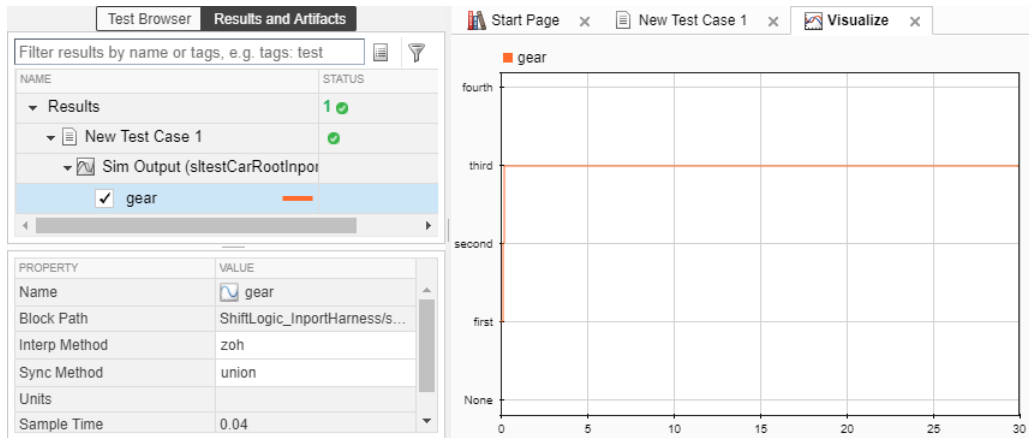 Test Browser Results and Artifacts
Filter results by name or tags, e.g. tags: test
NAME STATUS
Results 1
New Test Case 1
Sim Output (sltestCarRootInpor
gear
PROPERTY VALUE
Name gear
Block Path ShiftLogic_InportHarness/s...
Interp Method zoh
Sync Method union
Units
Sample Time 0.04
Start Page New Test Case 1 Visualize
gear
fourth
third
second
first
None
0 5 10 15 20 25 30